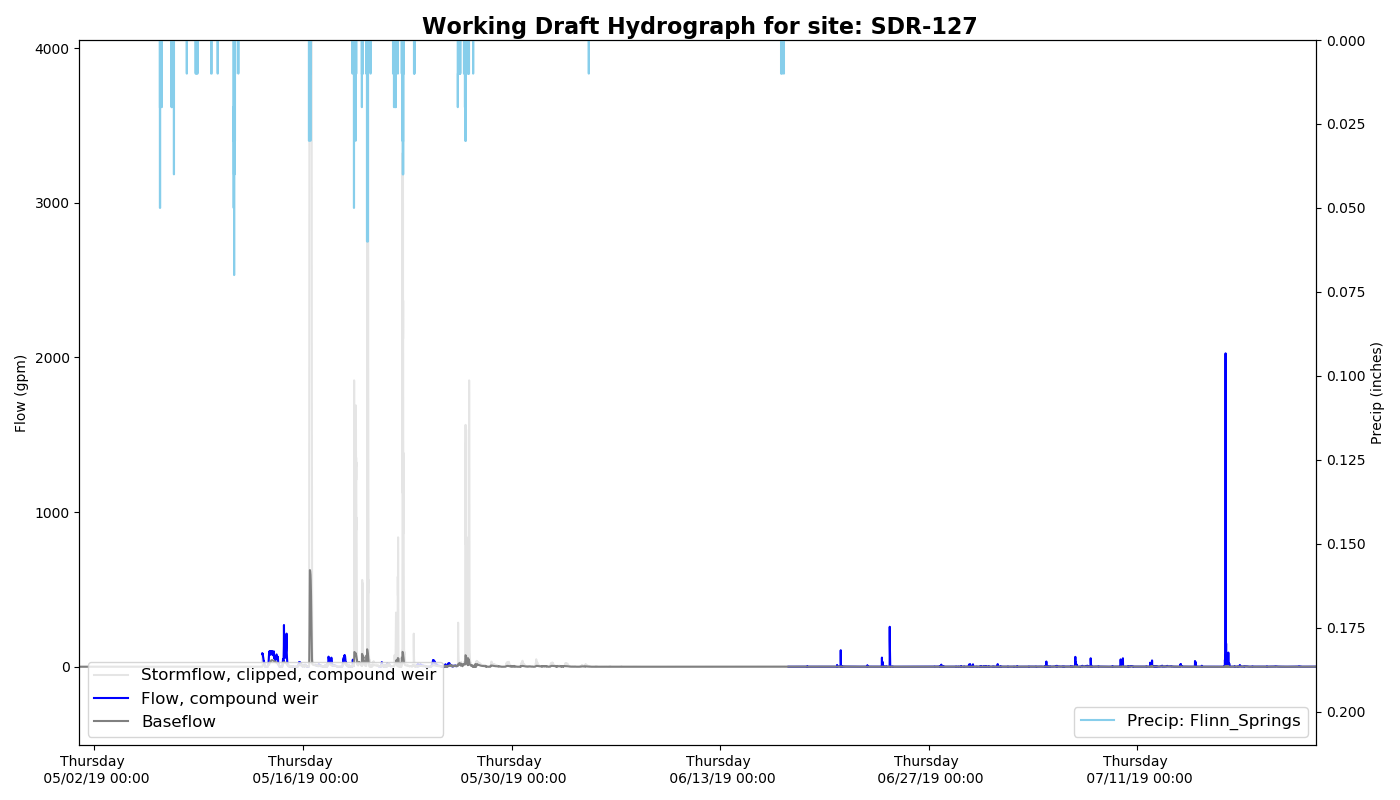 Working Draft Hydrograph for site: SDR-127
4000
3000
2000
1000
0
Flow (gpm)
0.000
0.025
0.050
0.075
0.100
0.125
0.150
0.175
0.200
Precip (inches)
Stormflow, clipped, compound weir
Flow, compound weir
Baseflow
Precip: Flinn_Springs
Thursday
05/02/19 00:00
Thursday
05/16/19 00:00
Thursday
05/30/19 00:00
Thursday
06/13/19 00:00
Thursday
06/27/19 00:00
Thursday
07/11/19 00:00